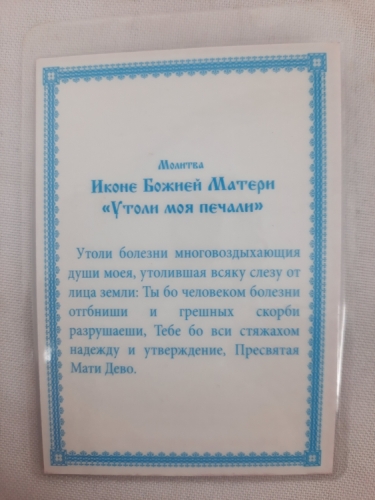 Молитва
Иконе Божией Матери
«Утоли моя печали»
Утоли болезни многовоздыхающия
души моея, утолившая всяку слезу от
лица земли: Ты бо человеком болезни
отгбниши и грешных скорби
разрушаеши, Тебе бо вси стяжахом
надежду и утверждение, Пресвятая
Мати Дево.